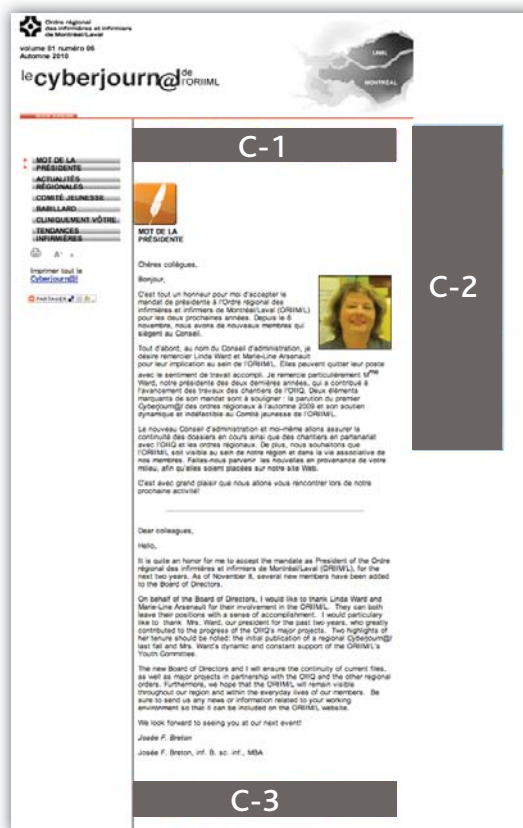 Ordre régional
des infirmières et infirmiers
de Montréal/Laval
volume 01 numéro 06
Automne 2010
le cyberjourn@l de l'ORIIML
LAVAL
MONTRÉAL
C-1
C-2
MOT DE LA
PRÉSIDENTE
ACTUALITÉS
RÉGIONALES
COMITÉ JEUNESSE
BABILLARD
CLINIQUEMENT VÔTRE
TENDANCES
INFIRMIÈRES
Imprimer tout le
Cyberjourn@l
PARTAGER
MOT DE LA
PRÉSIDENTE
Chères collègues,
Bonjour,
C'est tout un honneur pour moi d'accepter le
mandat de présidente à l'Ordre régional des
infirmières et infirmiers de Montréal/Laval (ORIIM/L)
pour les deux prochaines années. Depuis le 8
novembre, nous avons de nouveaux membres qui
siègent au Conseil.
Tout d'abord, au nom du Conseil d'administration, je
désire remercier Linda Ward et Marie-Line Arsenault
pour leur implication au sein de l'ORIIM/L. Elles peuvent quitter leur poste
avec le sentiment de travail accompli. Je remercie particulièrement Mme
Ward, notre présidente des deux dernières années, qui a contribué à
l'avancement des travaux des chantiers de l'OIIQ. Deux éléments
marquants de son mandat sont à souligner : la parution du premier
Cyberjourn@l des ordres régionaux à l'automne 2009 et son soutien
dynamique et indéfectible au Comité jeunesse de l'ORIIM/L.
Le nouveau Conseil d'administration et moi-même allons assurer la
continuité des dossiers en cours ainsi que des chantiers en partenariat
avec l'OIIQ et les ordres régionaux. De plus, nous souhaitons que
l'ORIIM/L soit visible au sein de notre région et dans la vie associative de
nos membres. Faites-nous parvenir les nouvelles en provenance de votre
milieu, afin qu'elles soient placées sur notre site Web.
C'est avec grand plaisir que nous allons vous rencontrer lors de notre
prochaine activité!
Dear colleagues,
Hello,
It is quite an honor for me to accept the mandate as President of the Ordre
régional des infirmières et infirmiers de Montréal/Laval (ORIIM/L), for the
next two years. As of November 8, several new members have been added
to the Board of Directors.
On behalf of the Board of Directors, I would like to thank Linda Ward and
Marie-Line Arsenault for their involvement in the ORIIM/L. They can both
leave their positions with a sense of accomplishment. I would particulary
like to thank Mrs. Ward, our president for the past two years, who greatly
contributed to the progress of the OIIQ's major projects. Two highlights of
her tenure should be noted: the initial publication of a regional Cyberjourn@l
last fall and Mrs. Ward's dynamic and constant support of the ORIIM/L's
Youth Committee.
The new Board of Directors and I will ensure the continuity of current files,
as well as major projects in partnership with the OIIQ and the other regional
orders. Furthermore, we hope that the ORIIM/L will remain visible
throughout our region and within the everyday lives of our members. Be
sure to send us any news or information related to your working
environment so that it can be included on the ORIIM/L website.
We look forward to seeing you at our next event!
Josée F. Breton
Josée F. Breton, inf. B. sc. inf., MBA
C-3